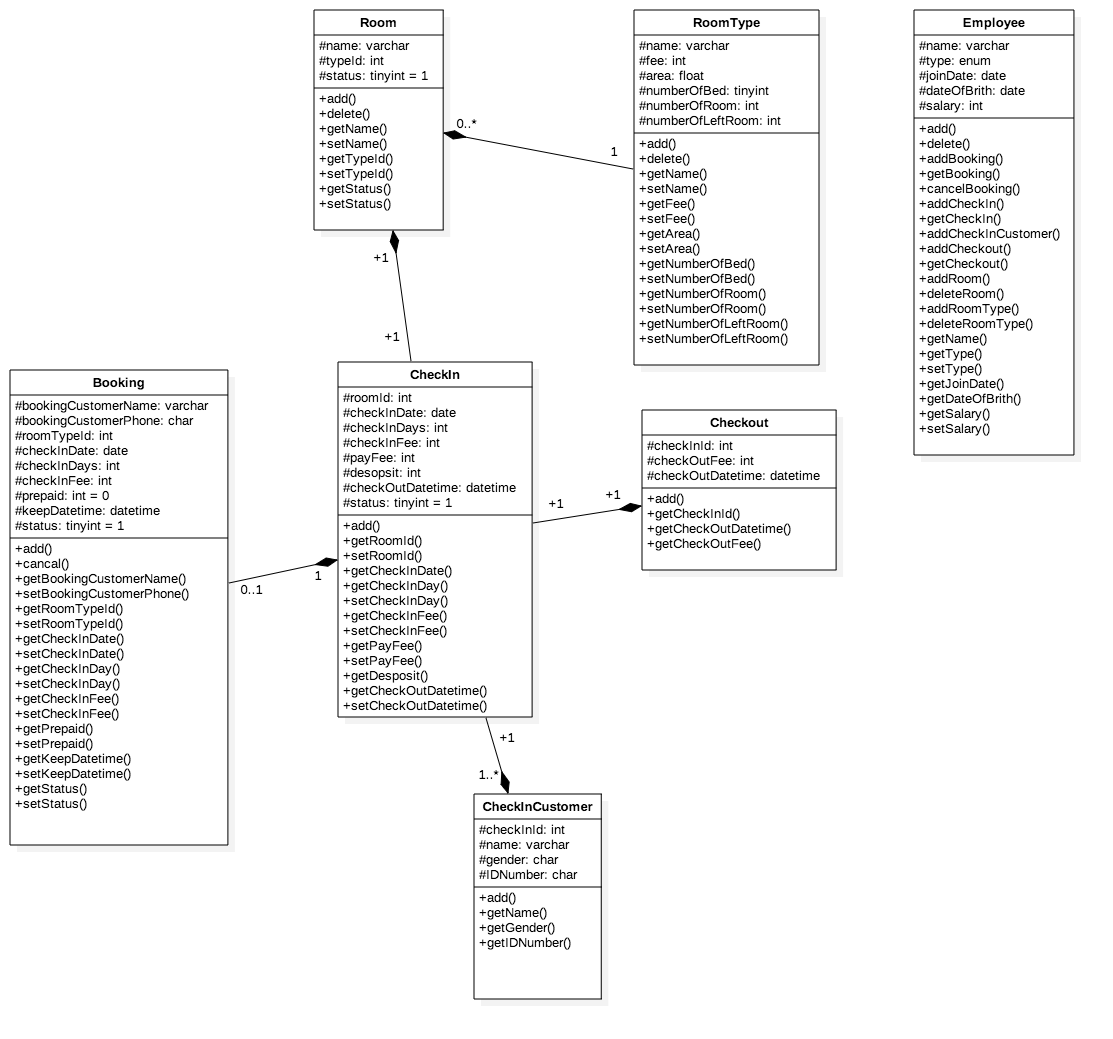 Room
#name: varchar
#typeId: int
#status: tinyint = 1
+add()
+delete()
+getName()
+setName()
+getTypeId()
+setTypeId()
+getStatus()
+setStatus()
0..*
1
RoomType
#name: varchar
#fee: int
#area: float
#numberOfBed: tinyint
#numberOfRoom: int
#numberOfLeftRoom: int
+add()
+delete()
+getName()
+setName()
+getFee()
+setFee()
+getArea()
+setArea()
+getNumberOfBed()
+setNumberOfBed()
+getNumberOfRoom()
+setNumberOfRoom()
+getNumberOfLeftRoom()
+setNumberOfLeftRoom()
Employee
#name: varchar
#type: enum
#joinDate: date
#dateOfBrith: date
#salary: int
+add()
+delete()
+addBooking()
+getBooking()
+cancelBooking()
+addCheckIn()
+getCheckIn()
+addCheckInCustomer()
+addCheckout()
+getCheckout()
+addRoom()
+deleteRoom()
+addRoomType()
+deleteRoomType()
+getName()
+getType()
+setType()
+getJoinDate()
+getDateOfBrith()
+getSalary()
+setSalary()
+1
+1
Booking
#bookingCustomerName: varchar
#bookingCustomerPhone: char
#roomTypeId: int
#checkInDate: date
#checkInDays: int
#checkInFee: int
#prepaid: int = 0
#keepDatetime: datetime
#status: tinyint = 1
+add()
+cancal()
+getBookingCustomerName()
+setBookingCustomerPhone()
+getRoomTypeId()
+setRoomTypeId()
+getCheckInDate()
+setCheckInDate()
+getCheckInDay()
+setCheckInDay()
+getCheckInFee()
+setCheckInFee()
+getPrepaid()
+setPrepaid()
+getKeepDatetime()
+setKeepDatetime()
+getStatus()
+setStatus()
0..1
1
CheckIn
#roomId: int
#checkInDate: date
#checkInDays: int
#checkInFee: int
#payFee: int
#desopsit: int
#checkOutDatetime: datetime
#status: tinyint = 1
+add()
+getRoomId()
+setRoomId()
+getCheckInDate()
+getCheckInDay()
+setCheckInDay()
+getCheckInFee()
+setCheckInFee()
+getPayFee()
+setPayFee()
+getDesposit()
+getCheckOutDatetime()
+setCheckOutDatetime()
+1
+1
Checkout
#checkInId: int
#checkOutFee: int
#checkOutDatetime: datetime
+add()
+getCheckInId()
+getCheckOutDatetime()
+getCheckOutFee()
+1
1..*
CheckInCustomer
#checkInId: int
#name: varchar
#gender: char
#IDNumber: char
+add()
+getName()
+getGender()
+getIDNumber()